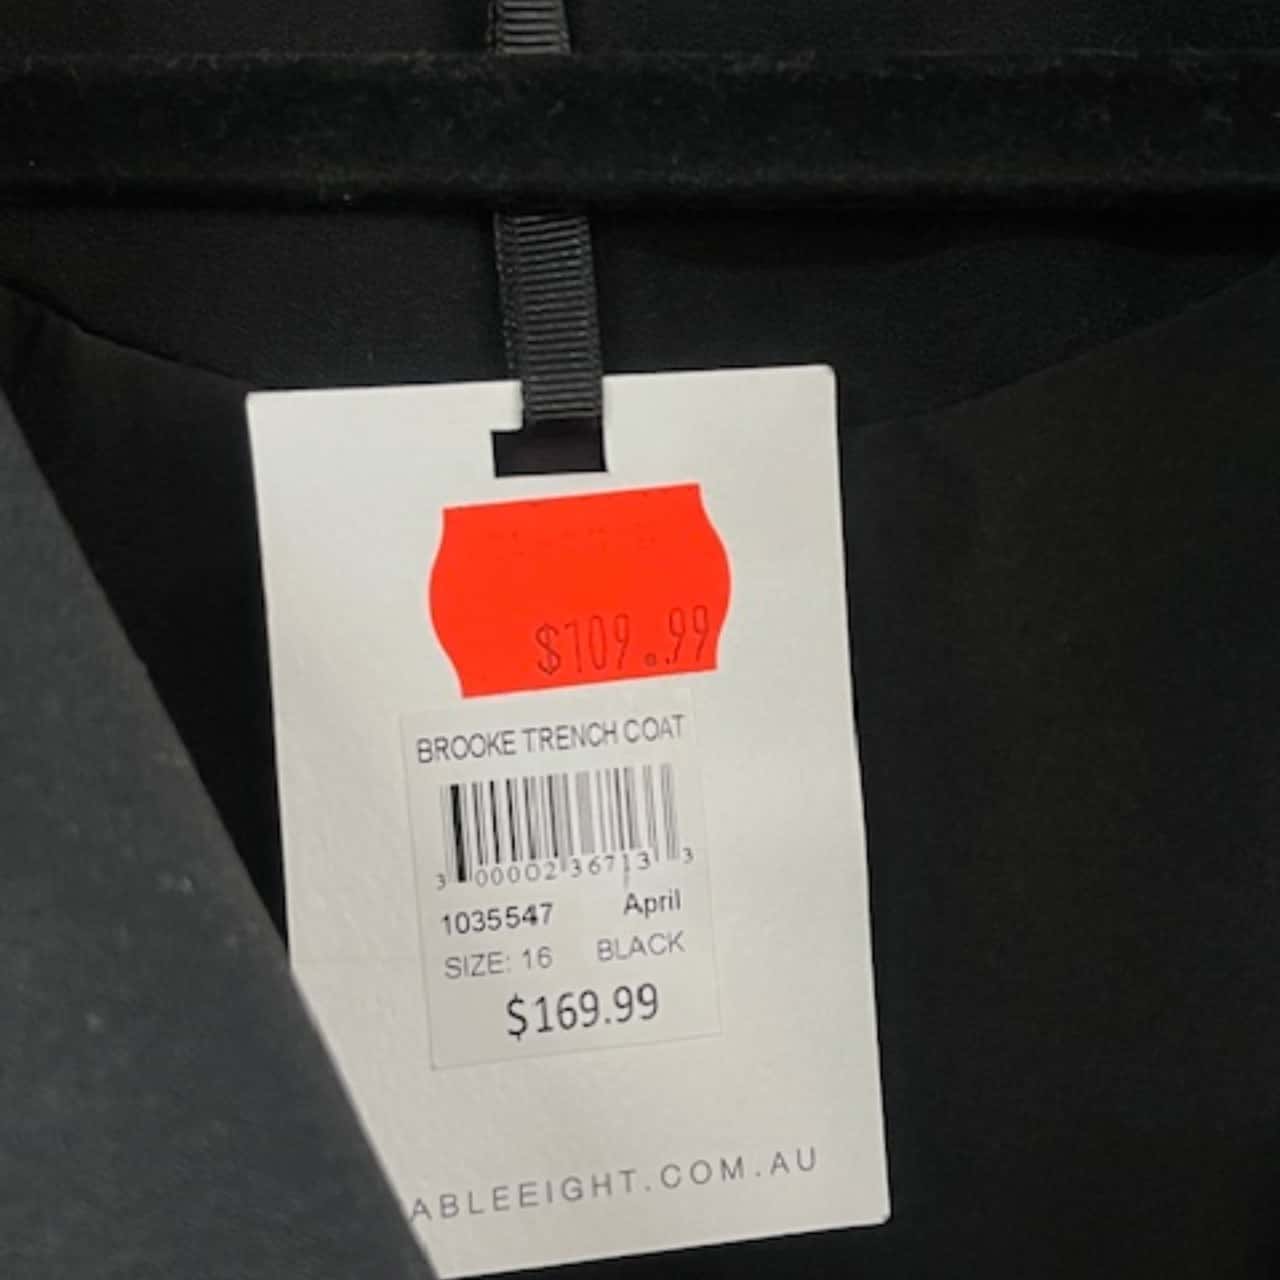 $109.99
BROOKE TRENCH COAT
3 00002 36713 3
1035547 April
SIZE: 16 BLACK
$169.99
ABLEEIGHT.COM.AU